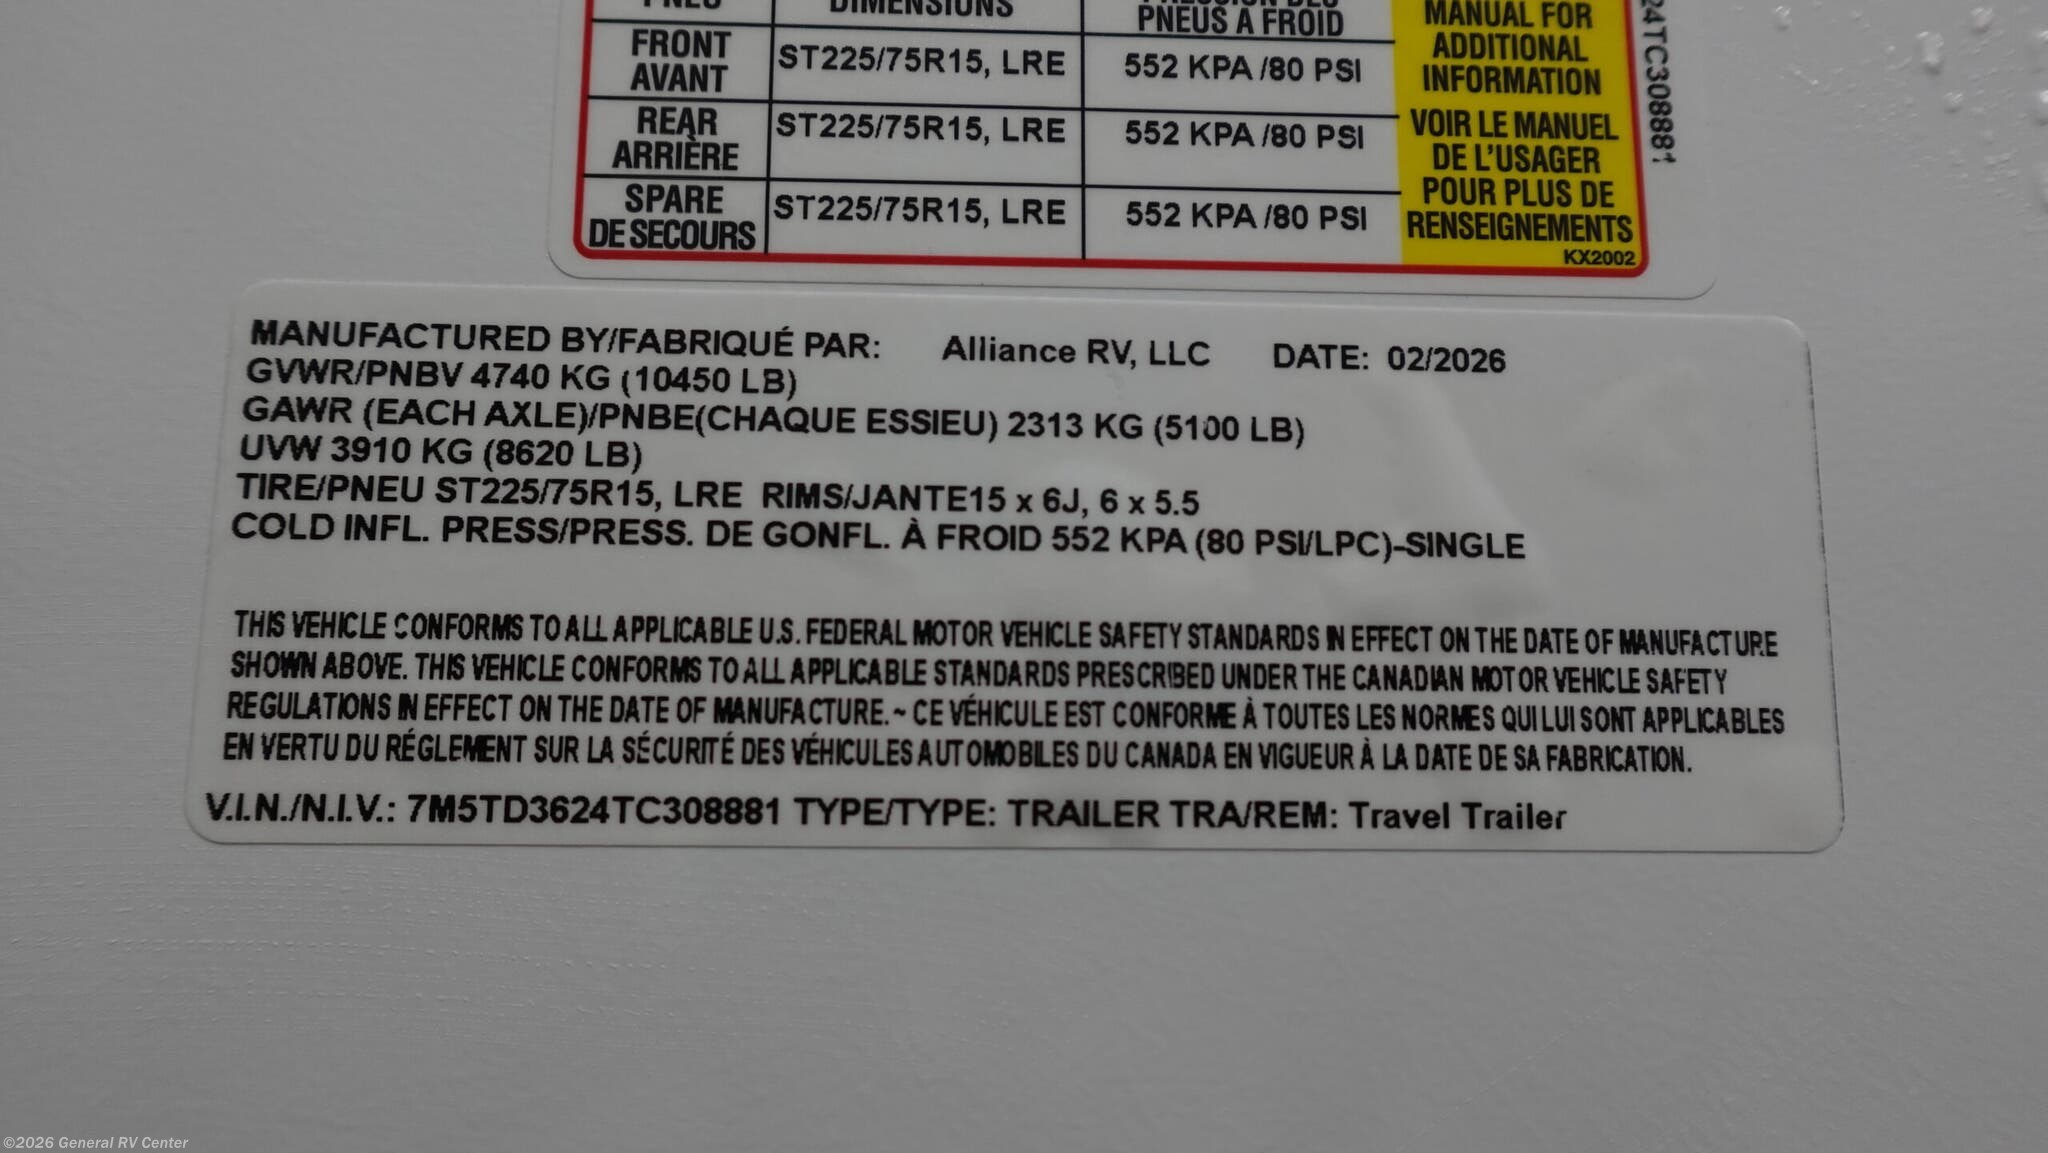 PNEU DIMENSIONS PRESSION DES
PNEUS À FROID
FRONT
AVANT
ST225/75R15, LRE
552 KPA /80 PSI
REAR
ARRIÈRE
ST225/75R15, LRE
552 KPA /80 PSI
SPARE
DE SECOURS
ST225/75R15, LRE
552 KPA /80 PSI
MANUAL FOR
ADDITIONAL
INFORMATION
VOIR LE MANUEL
DE L'USAGER
POUR PLUS DE
RENSEIGNEMENTS
KX2002
24TC308881
MANUFACTURED BY/FABRIQUÉ PAR: Alliance RV, LLC DATE: 02/2026
GVWR/PNBV 4740 KG (10450 LB)
GAWR (EACH AXLE)/PNBE(CHAQUE ESSIEU) 2313 KG (5100 LB)
UVW 3910 KG (8620 LB)
TIRE/PNEU ST225/75R15, LRE RIMS/JANTE15 x 6J, 6 x 5.5
COLD INFL. PRESS/PRESS. DE GONFL. À FROID 552 KPA (80 PSI/LPC)-SINGLE
THIS VEHICLE CONFORMS TO ALL APPLICABLE U.S. FEDERAL MOTOR VEHICLE SAFETY STANDARDS IN EFFECT ON THE DATE OF MANUFACTURE
SHOWN ABOVE. THIS VEHICLE CONFORMS TO ALL APPLICABLE STANDARDS PRESCRIBED UNDER THE CANADIAN MOTOR VEHICLE SAFETY
REGULATIONS IN EFFECT ON THE DATE OF MANUFACTURE. ~ CE VÉHICULE EST CONFORME À TOUTES LES NORMES QUI LUI SONT APPLICABLES
EN VERTU DU RÉGLEMENT SUR LA SÉCURITÉ DES VÉHICULES AUTOMOBILES DU CANADA EN VIGUEUR À LA DATE DE SA FABRICATION.
V.I.N./N.I.V.: 7M5TD3624TC308881 TYPE/TYPE: TRAILER TRA/REM: Travel Trailer
©2026 General RV Center